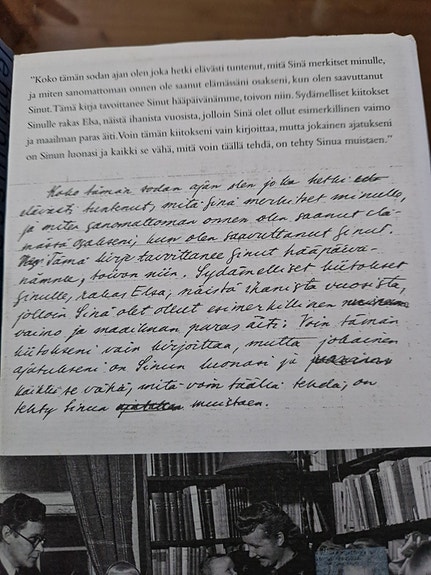 "Koko tämän sodan ajan olen joka hetki elävästi tuntenut, mitä Sinä merkitset minulle,
ja miten sanomattoman onnen ole saanut elämässäni osakseni, kun olen saavuttanut
Sinut. Tämä kirja tavoittanee Sinut hääpäivänämme, toivon niin. Sydämelliset kiitokset
Sinulle rakas Elsa, näistä ihanista vuosista, jolloin Sinä olet ollut esimerkillinen vaimo
ja maailman paras äiti. Voin tämän kiitokseni vain kirjoittaa, mutta jokainen ajatukseni
on Sinun luonasi ja kaikki se vähä, mitä voin täällä tehdä, on tehty Sinua muistaen."
Koko tämän sodan ajan olen joka hetki
elävästi tuntenut, mitä Sinä merkitset minulle,
ja miten sanomattoman onnen olen saanut elä-
mässä osakseni, kun olen saavuttanut Sinut.
Tämä kirje tavoittanee Sinut hääpäivä-
nämme, toivon niin. Sydämelliset kiitokset
Sinulle, rakas Elsa, näistä ihanista vuosista,
jolloin Sinä olet ollut esimerkillinen
vaimo ja maailman paras äiti. Voin tämän
kiitokseni vain kirjoittaa, mutta jokainen
ajatukseni on Sinun luonasi ja
kaikki se vähä, mitä voin täällä tehdä, on
tehty Sinua muistaen.